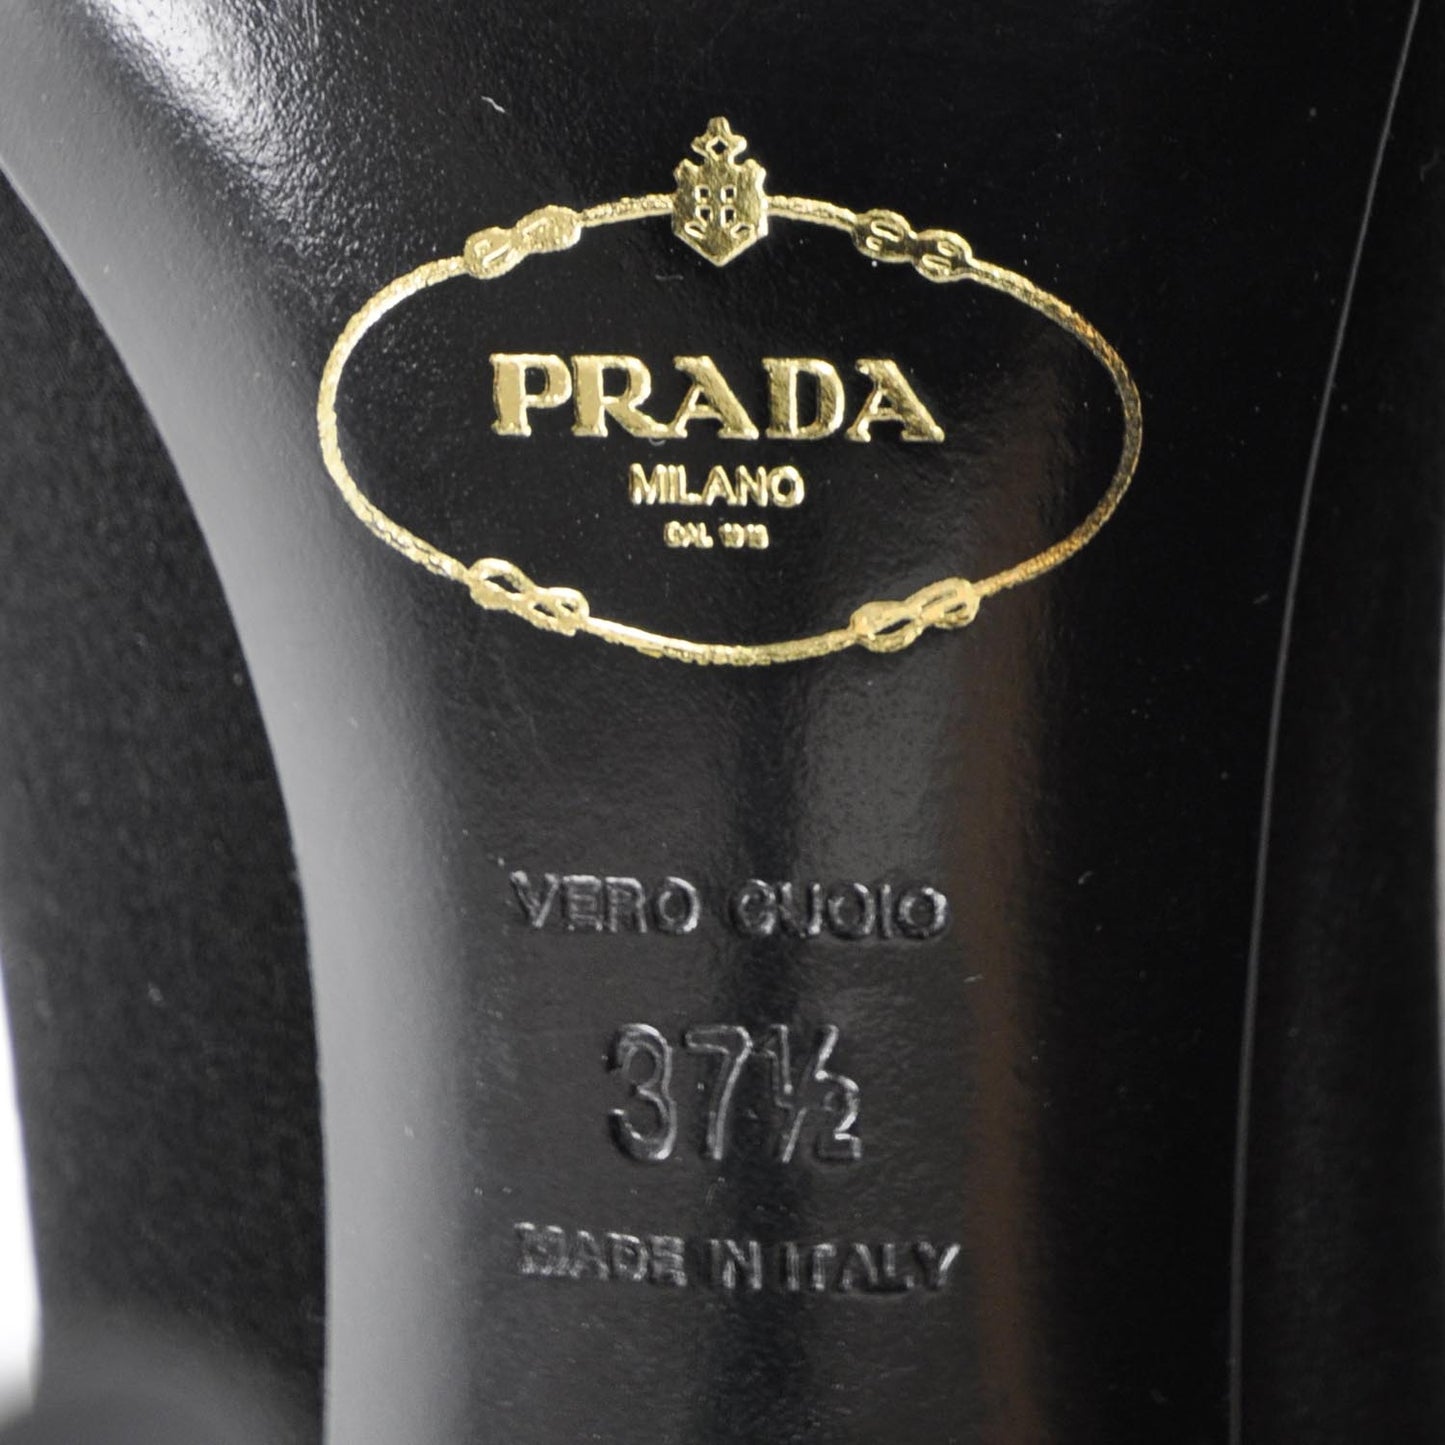 PRADA
MILANO
DAL 1913
VERO CUOIO
37½
MADE IN ITALY